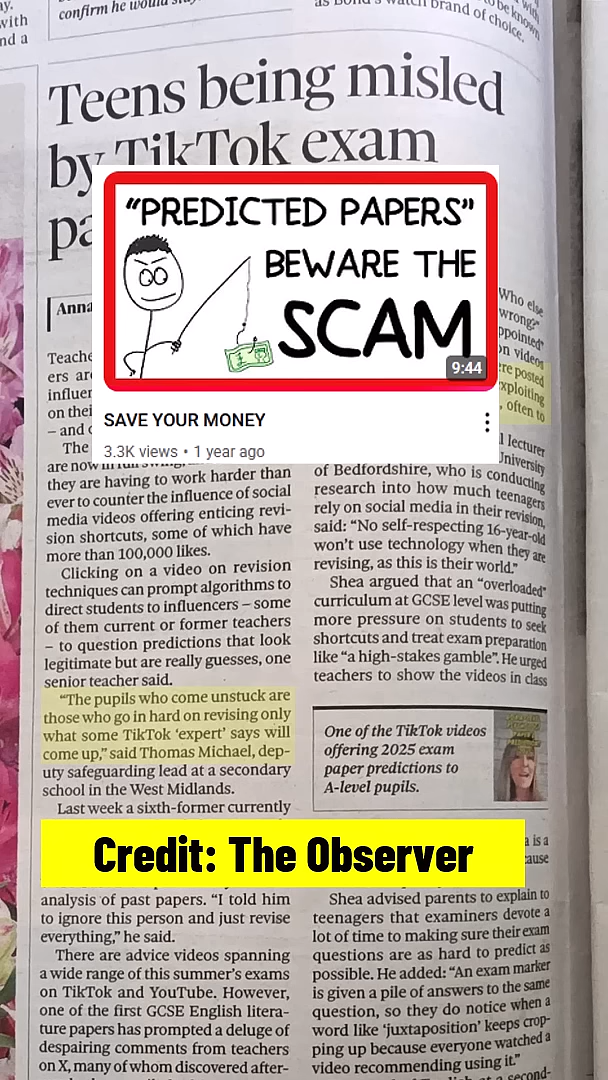 confirm he would
as Bond's watch brand of choice.
to be known
with
nd a
Teens being misled
by TikTok exam
"PREDICTED PAPERS"
BEWARE THE
SCAM
9:44
SAVE YOUR MONEY
3.3K views • 1 year ago
Anna
Teache
ers are
influen
on thei
– and c
The
are now in full swing,
they are having to work harder than
ever to counter the influence of social
media videos offering enticing revi-
sion shortcuts, some of which have
more than 100,000 likes.
Clicking on a video on revision
techniques can prompt algorithms to
direct students to influencers – some
of them current or former teachers
– to question predictions that look
legitimate but are really guesses, one
senior teacher said.
"The pupils who come unstuck are
those who go in hard on revising only
what some TikTok 'expert' says will
come up," said Thomas Michael, dep-
uty safeguarding lead at a secondary
school in the West Midlands.
Last week a sixth-former currently
Credit: The Observer
analysis of past papers. "I told him
to ignore this person and just revise
everything," he said.
There are advice videos spanning
a wide range of this summer's exams
on TikTok and YouTube. However,
one of the first GCSE English litera-
ture papers has prompted a deluge of
despairing comments from teachers
on X, many of whom discovered after-
Who else
wrong?"
ppointed"
on videos
re posted
xploiting
, often to
l lecturer
University
of Bedfordshire, who is conducting
research into how much teenagers
rely on social media in their revision,
said: "No self-respecting 16-year-old
won't use technology when they are
revising, as this is their world."
Shea argued that an "overloaded"
curriculum at GCSE level was putting
more pressure on students to seek
shortcuts and treat exam preparation
like "a high-stakes gamble". He urged
teachers to show the videos in class
One of the TikTok videos
offering 2025 exam
paper predictions to
A-level pupils.
a is a
cause
Shea advised parents to explain to
teenagers that examiners devote a
lot of time to making sure their exam
questions are as hard to predict as
possible. He added: "An exam marker
is given a pile of answers to the same
question, so they do notice when a
word like 'juxtaposition' keeps crop-
ping up because everyone watched a
video recommending using it."
second-